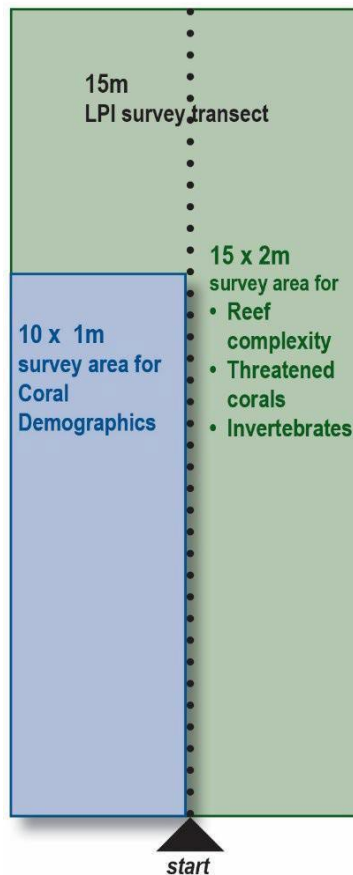 15m
LPI survey transect
15 x 2m
survey area for
• Reef
complexity
• Threatened
corals
• Invertebrates
10 x 1m
survey area for
Coral
Demographics
start